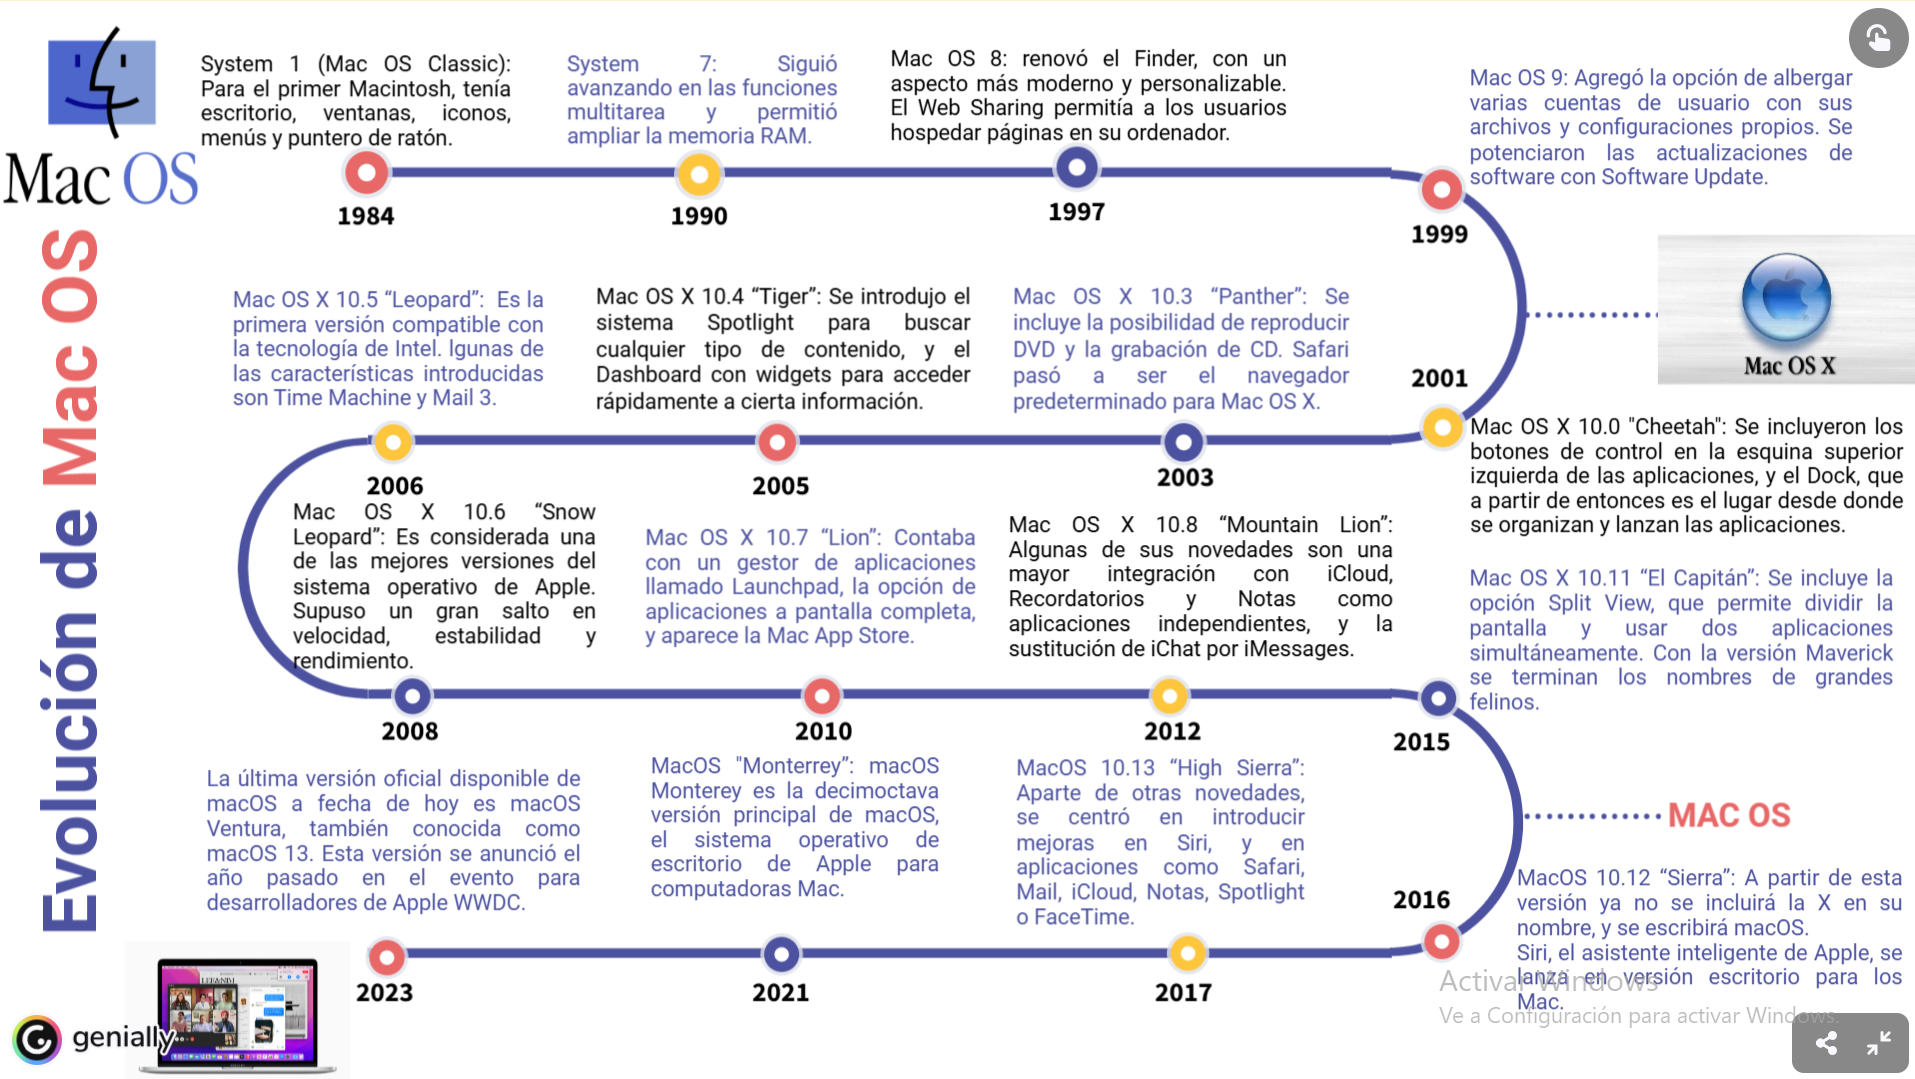 Mac OS
Evolución de Mac OS
System 1 (Mac OS Classic):
Para el primer Macintosh, tenía
escritorio, ventanas, iconos,
menús y puntero de ratón.
1984
System 7: Siguió
avanzando en las funciones
multitarea y permitió
ampliar la memoria RAM.
1990
Mac OS 8: renovó el Finder, con un
aspecto más moderno y personalizable.
El Web Sharing permitía a los usuarios
hospedar páginas en su ordenador.
1997
Mac OS 9: Agregó la opción de albergar
varias cuentas de usuario con sus
archivos y configuraciones propios. Se
potenciaron las actualizaciones de
software con Software Update.
1999
Mac OS X
2001
Mac OS X 10.0 "Cheetah": Se incluyeron los
botones de control en la esquina superior
izquierda de las aplicaciones, y el Dock, que
a partir de entonces es el lugar desde donde
se organizan y lanzan las aplicaciones.
Mac OS X 10.3 “Panther”: Se
incluye la posibilidad de reproducir
DVD y la grabación de CD. Safari
pasó a ser el navegador
predeterminado para Mac OS X.
2003
Mac OS X 10.4 “Tiger”: Se introdujo el
sistema Spotlight para buscar
cualquier tipo de contenido, y el
Dashboard con widgets para acceder
rápidamente a cierta información.
2005
Mac OS X 10.5 “Leopard”: Es la
primera versión compatible con
la tecnología de Intel. lgunas de
las características introducidas
son Time Machine y Mail 3.
2006
Mac OS X 10.6 “Snow
Leopard”: Es considerada una
de las mejores versiones del
sistema operativo de Apple.
Supuso un gran salto en
velocidad, estabilidad y
rendimiento.
2008
Mac OS X 10.7 “Lion”: Contaba
con un gestor de aplicaciones
llamado Launchpad, la opción de
aplicaciones a pantalla completa,
y aparece la Mac App Store.
2010
Mac OS X 10.8 “Mountain Lion”:
Algunas de sus novedades son una
mayor integración con iCloud,
Recordatorios y Notas como
aplicaciones independientes, y la
sustitución de iChat por iMessages.
2012
Mac OS X 10.11 “El Capitán”: Se incluye la
opción Split View, que permite dividir la
pantalla y usar dos aplicaciones
simultáneamente. Con la versión Maverick
se terminan los nombres de grandes
felinos.
2015
MAC OS
2016
MacOS 10.12 “Sierra”: A partir de esta
versión ya no se incluirá la X en su
nombre, y se escribirá macOS.
Siri, el asistente inteligente de Apple, se
lanza en versión escritorio para los
Mac.
MacOS 10.13 “High Sierra”:
Aparte de otras novedades,
se centró en introducir
mejoras en Siri, y en
aplicaciones como Safari,
Mail, iCloud, Notas, Spotlight
o FaceTime.
2017
MacOS "Monterrey”: macOS
Monterey es la decimoctava
versión principal de macOS,
el sistema operativo de
escritorio de Apple para
computadoras Mac.
2021
La última versión oficial disponible de
macOS a fecha de hoy es macOS
Ventura, también conocida como
macOS 13. Esta versión se anunció el
año pasado en el evento para
desarrolladores de Apple WWDC.
2023
genially
Activar Windows
Ve a Configuración para activar Windows.